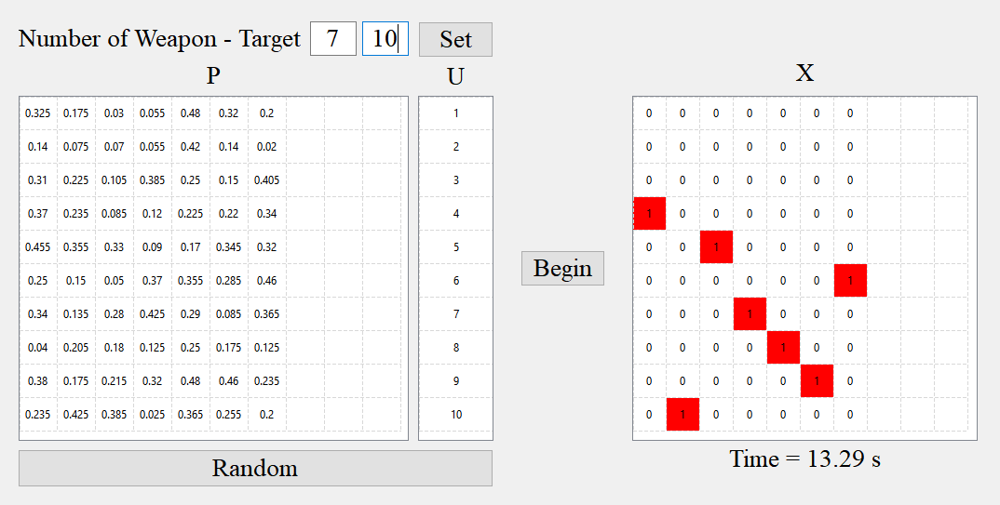 Number of Weapon - Target 7 10 Set
P U X
0.325 0.175 0.03 0.055 0.48 0.32 0.2 1 0 0 0 0 0 0 0
0.14 0.075 0.07 0.055 0.42 0.14 0.02 2 0 0 0 0 0 0 0
0.31 0.225 0.105 0.385 0.25 0.15 0.405 3 0 0 0 0 0 0 0
0.37 0.235 0.085 0.12 0.225 0.22 0.34 4 1 0 0 0 0 0 0
0.455 0.355 0.33 0.09 0.17 0.345 0.32 5 0 0 1 0 0 0 0
Begin
0.25 0.15 0.05 0.37 0.355 0.285 0.46 6 0 0 0 0 0 0 1
0.34 0.135 0.28 0.425 0.29 0.085 0.365 7 0 0 0 1 0 0 0
0.04 0.205 0.18 0.125 0.25 0.175 0.125 8 0 0 0 0 1 0 0
0.38 0.175 0.215 0.32 0.48 0.46 0.235 9 0 0 0 0 0 1 0
0.235 0.425 0.385 0.025 0.365 0.255 0.2 10 0 1 0 0 0 0 0
Random
Time = 13.29 s